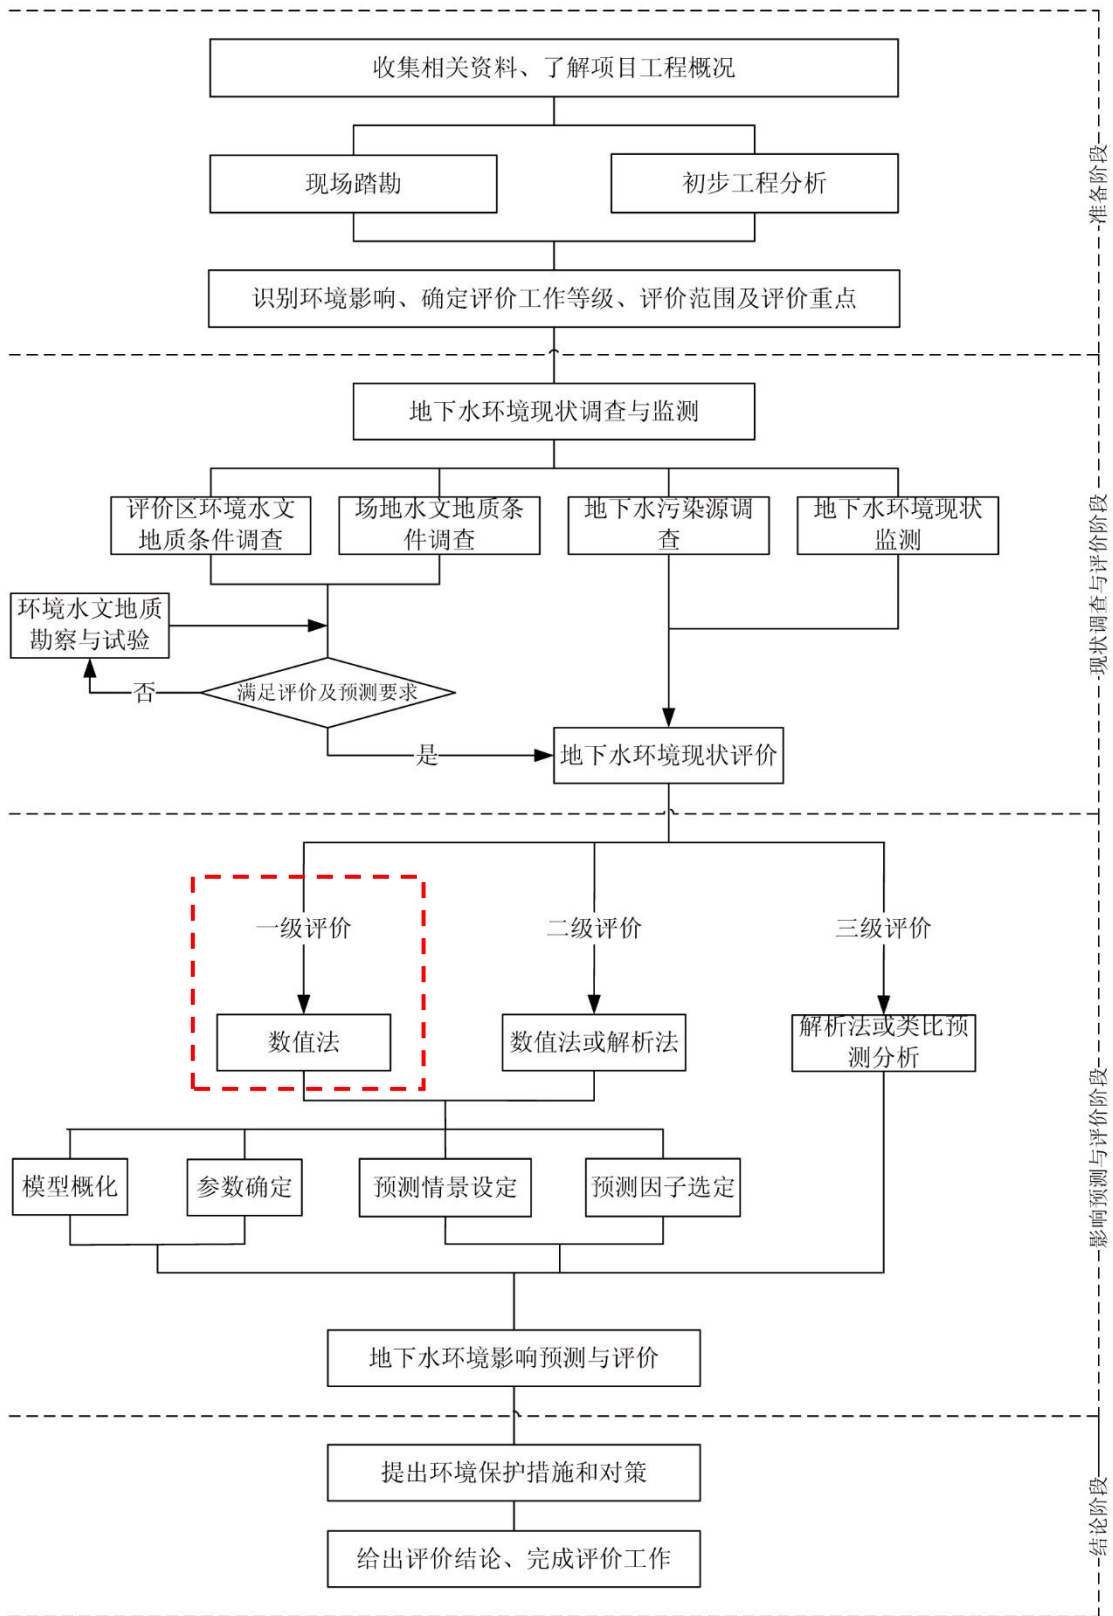 收集相关资料、了解项目工程概况
现场踏勘
初步工程分析
准备阶段
识别环境影响、确定评价工作等级、评价范围及评价重点
地下水环境现状调查与监测
评价区环境水文
地质条件调查
场地水文地质条
件调查
地下水污染源调
查
地下水环境现状
监测
现状调查与评价阶段
环境水文地质
勘察与试验
否
满足评价及预测要求
是
地下水环境现状评价
一级评价
二级评价
三级评价
数值法
数值法或解析法
解析法或类比预
测分析
影响预测与评价阶段
模型概化
参数确定
预测情景设定
预测因子选定
地下水环境影响预测与评价
提出环境保护措施和对策
给出评价结论、完成评价工作
结论阶段